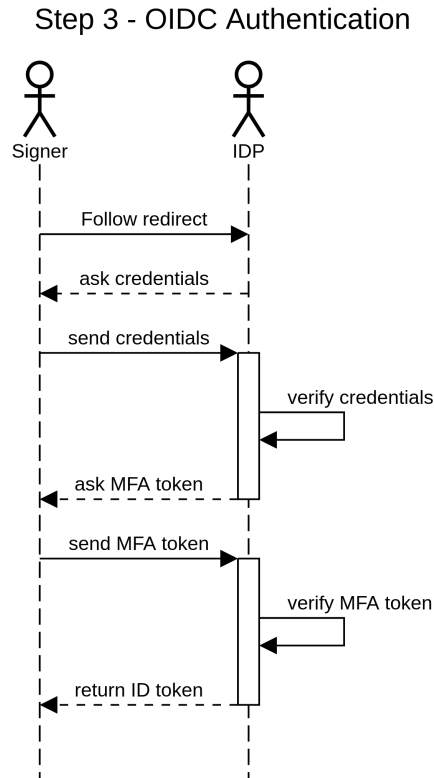 Step 3 - OIDC Authentication
Signer
IDP
Follow redirect
ask credentials
send credentials
verify credentials
ask MFA token
send MFA token
verify MFA token
return ID token